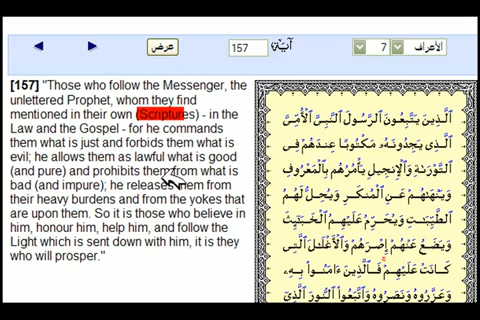 عرض
157
آية
7
الأعراف
[157] "Those who follow the Messenger, the
unlettered Prophet, whom they find
mentioned in their own (Scriptures) - in the
Law and the Gospel - for he commands
them what is just and forbids them what is
evil; he allows them as lawful what is good
(and pure) and prohibits them from what is
bad (and impure); he releases them from
their heavy burdens and from the yokes that
are upon them. So it is those who believe in
him, honour him, help him, and follow the
Light which is sent down with him, it is they
who will prosper."
ٱلَّذِينَ يَتَّبِعُونَ ٱلرَّسُولَ ٱلنَّبِىَّ ٱلْأُمِّىَّ
ٱلَّذِى يَجِدُونَهُۥ مَكْتُوبًا عِندَهُمْ فِى
ٱلتَّوْرَىٰةِ وَٱلْإِنجِيلِ يَأْمُرُهُم بِٱلْمَعْرُوفِ
وَيَنْهَىٰهُمْ عَنِ ٱلْمُنكَرِ وَيُحِلُّ لَهُمُ
ٱلطَّيِّبَٰتِ وَيُحَرِّمُ عَلَيْهِمُ ٱلْخَبَٰٓئِثَ
وَيَضَعُ عَنْهُمْ إِصْرَهُمْ وَٱلْأَغْلَٰلَ ٱلَّتِى
كَانَتْ عَلَيْهِمْ ۚ فَٱلَّذِينَ ءَامَنُوا۟ بِهِۦ
وَعَزَّرُوهُ وَنَصَرُوهُ وَٱتَّبَعُوا۟ ٱلنُّورَ ٱلَّذِىٓ